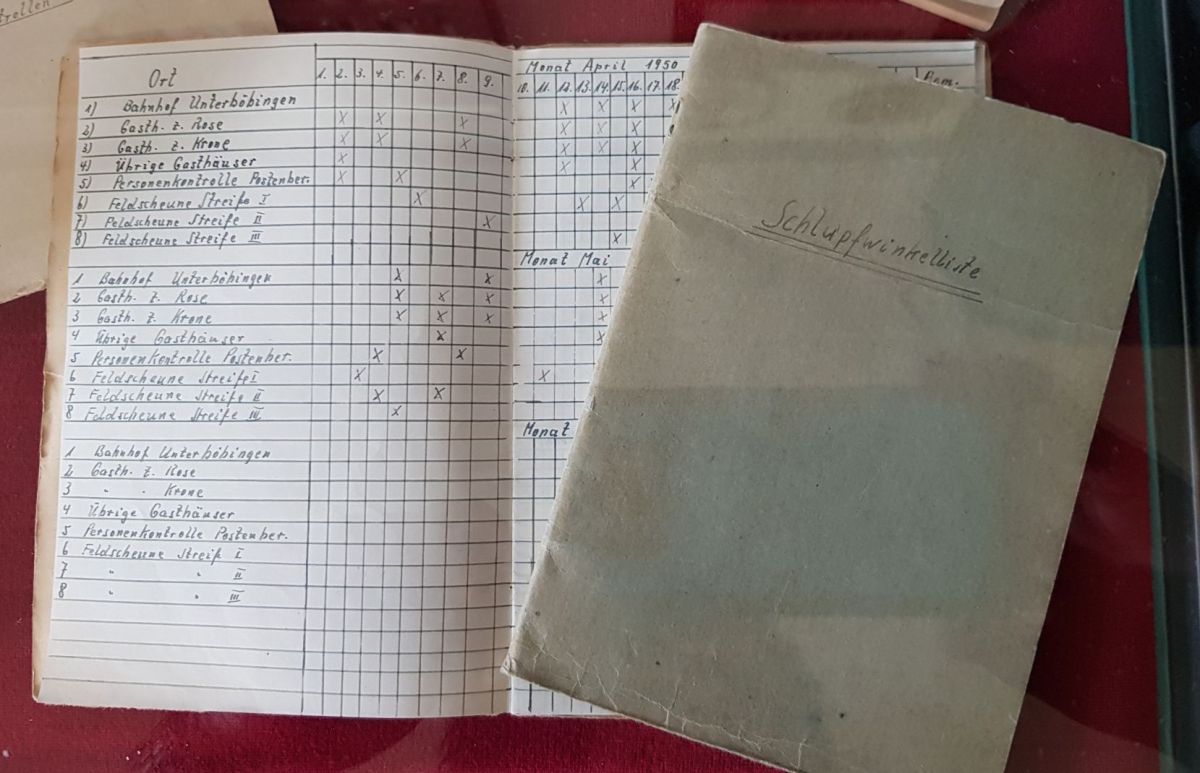 trollen
Ort 1. 2. 3. 4. 5. 6. 7. 8. 9.
1) Bahnhof Unterböbingen
2) Gasth. z. Rose X X X
3) Gasth. z. Krone X X X
4) Übrige Gasthäuser X
5) Personenkontrolle Postenber. X X
6) Feldscheune Streife I X
7) Feldscheune Streife II X
8) Feldscheune Streife III
1 Bahnhof Unterböbingen X X
2 Gasth. z. Rose X X X
3 Gasth. z. Krone X X X
4 Übrige Gasthäuser X
5 Personenkontrolle Postenber. X X
6 Feldscheune Streife I X
7 Feldscheune Streife II X X
8 Feldscheune Streife III X
1 Bahnhof Unterböbingen
2 Gasth. z. Rose
3 " " Krone
4 Übrige Gasthäuser
5 Personenkontrolle Postenber.
6 Feldscheune Streife I
7 " " II
8 " " III
Monat April 1950
10. 11. 12. 13. 14. 15. 16. 17. 18. Bem.
X X X X
X X X
X X X
X X
X
X X
X
Monat Mai
X
X
X
X
X
Monat
Schlupfwinkelliste